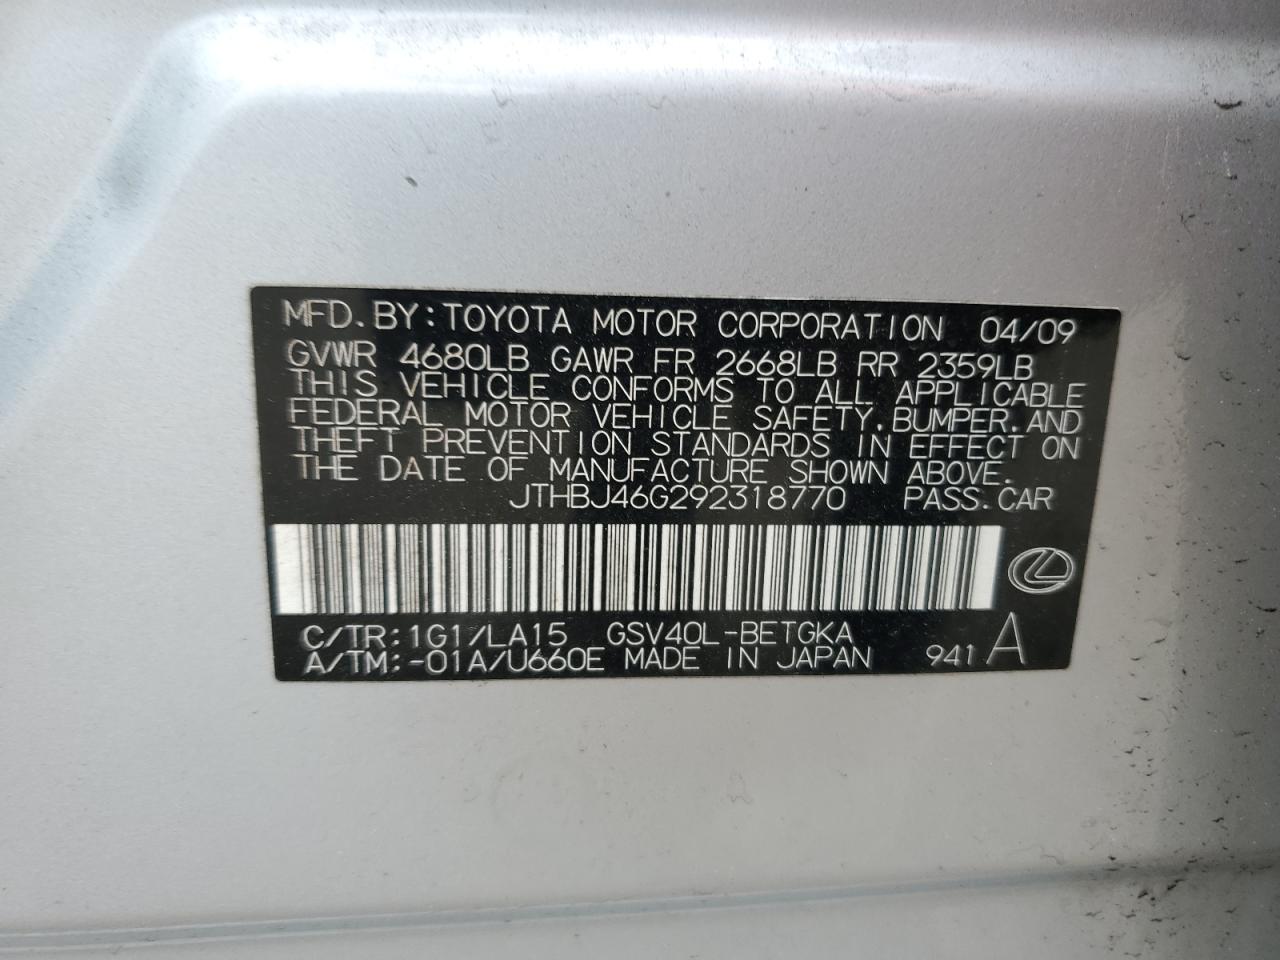 MFD. BY: TOYOTA MOTOR CORPORATION 04/09
GVWR 4680LB GAWR FR 2668LB RR 2359LB
THIS VEHICLE CONFORMS TO ALL APPLICABLE
FEDERAL MOTOR VEHICLE SAFETY, BUMPER, AND
THEFT PREVENTION STANDARDS IN EFFECT ON
THE DATE OF MANUFACTURE SHOWN ABOVE.
JTHBJ46G292318770 PASS. CAR
C/TR: 1G1/LA15 GSV40L-BETGKA
A/TM: -01A/U660E MADE IN JAPAN 941 A